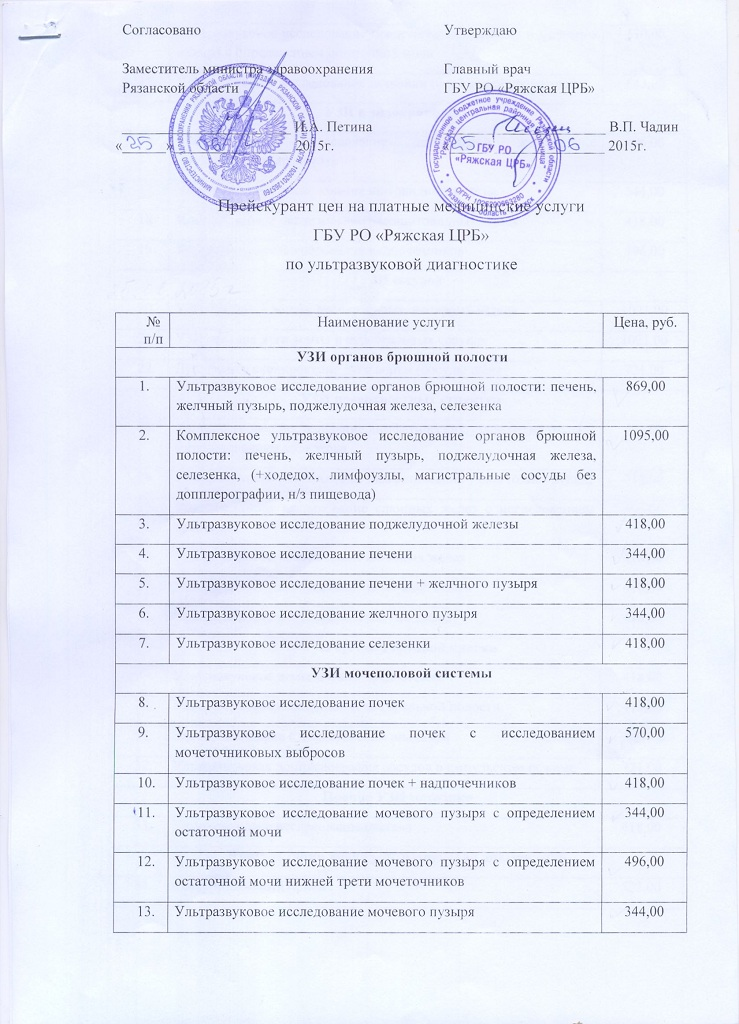 Согласовано Утверждаю
Заместитель министра здравоохранения Главный врач
Рязанской области ГБУ РО «Ряжская ЦРБ»
И.А. Петина В.П. Чадин
« 25 » 06 2015г. 25 06 2015г.
ГБУ РО
«Ряжская ЦРБ»
Прейскурант цен на платные медицинские услуги
ГБУ РО «Ряжская ЦРБ»
по ультразвуковой диагностике
№ Наименование услуги Цена, руб.
п/п
УЗИ органов брюшной полости
1. Ультразвуковое исследование органов брюшной полости: печень, 869,00
желчный пузырь, поджелудочная железа, селезенка
2. Комплексное ультразвуковое исследование органов брюшной 1095,00
полости: печень, желчный пузырь, поджелудочная железа,
селезенка, (+ходедох, лимфоузлы, магистральные сосуды без
допплерографии, н/з пищевода)
3. Ультразвуковое исследование поджелудочной железы 418,00
4. Ультразвуковое исследование печени 344,00
5. Ультразвуковое исследование печени + желчного пузыря 418,00
6. Ультразвуковое исследование желчного пузыря 344,00
7. Ультразвуковое исследование селезенки 418,00
УЗИ мочеполовой системы
8. Ультразвуковое исследование почек 418,00
9. Ультразвуковое исследование почек с исследованием 570,00
мочеточниковых выбросов
10. Ультразвуковое исследование почек + надпочечников 418,00
11. Ультразвуковое исследование мочевого пузыря с определением 344,00
остаточной мочи
12. Ультразвуковое исследование мочевого пузыря с определением 496,00
остаточной мочи нижней трети мочеточников
13. Ультразвуковое исследование мочевого пузыря 344,00